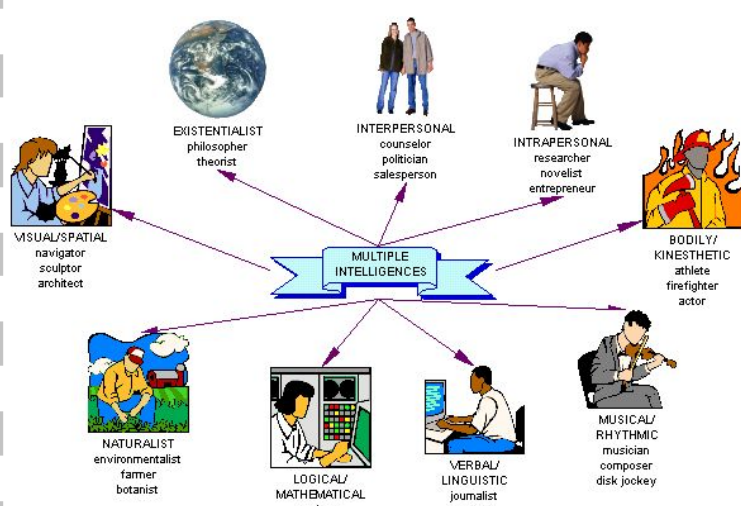 EXISTENTIALIST
philosopher
theorist
INTERPERSONAL
counselor
politician
salesperson
INTRAPERSONAL
researcher
novelist
entrepreneur
VISUAL/SPATIAL
navigator
sculptor
architect
MULTIPLE
INTELLIGENCES
BODILY/
KINESTHETIC
athlete
firefighter
actor
NATURALIST
environmentalist
farmer
botanist
LOGICAL/
MATHEMATICAL
VERBAL/
LINGUISTIC
journalist
MUSICAL/
RHYTHMIC
musician
composer
disk jockey